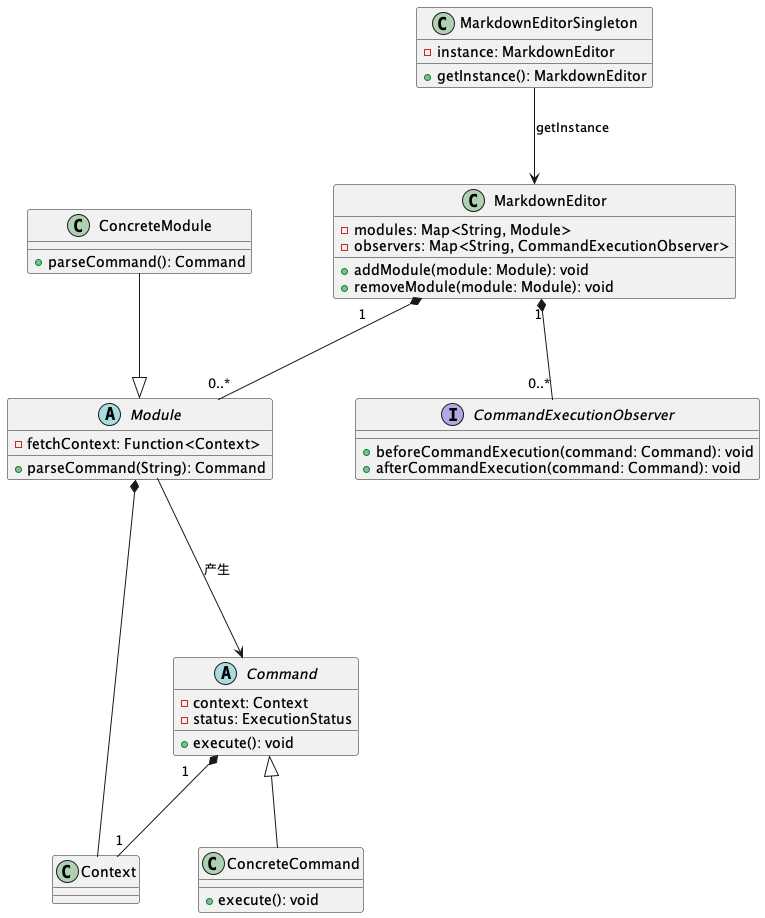 C MarkdownEditorSingleton
instance: MarkdownEditor
getInstance(): MarkdownEditor
getInstance
C MarkdownEditor
modules: Map<String, Module>
observers: Map<String, CommandExecutionObserver>
addModule(module: Module): void
removeModule(module: Module): void
C ConcreteModule
parseCommand(): Command
1
1
0..*
0..*
A Module
fetchContext: Function<Context>
parseCommand(String): Command
I CommandExecutionObserver
beforeCommandExecution(command: Command): void
afterCommandExecution(command: Command): void
产生
A Command
context: Context
status: ExecutionStatus
execute(): void
1
1
C Context
C ConcreteCommand
execute(): void